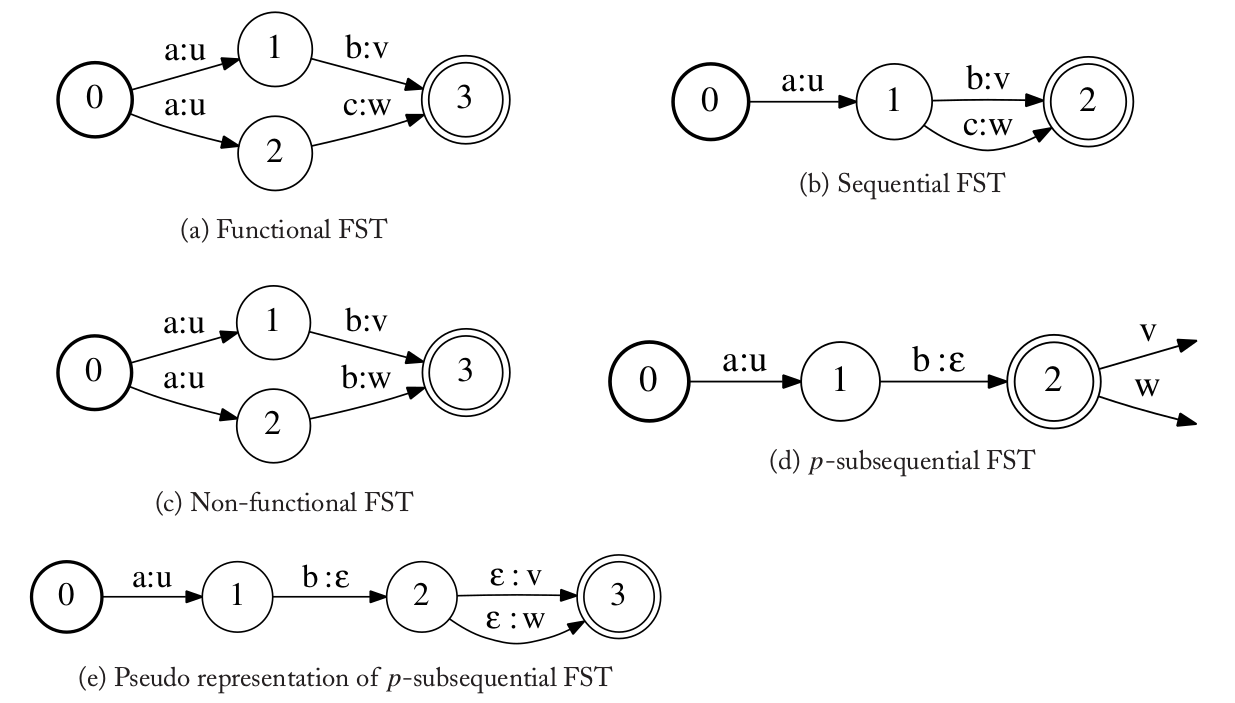 a:u 1 b:v
0 3
a:u 2 c:w
(a) Functional FST
0 a:u 1 b:v 2
c:w
(b) Sequential FST
a:u 1 b:v
0 3
a:u 2 b:w
(c) Non-functional FST
0 a:u 1 b :ε 2 v
w
(d) p-subsequential FST
0 a:u 1 b :ε 2 ε : v 3
ε : w
(e) Pseudo representation of p-subsequential FST